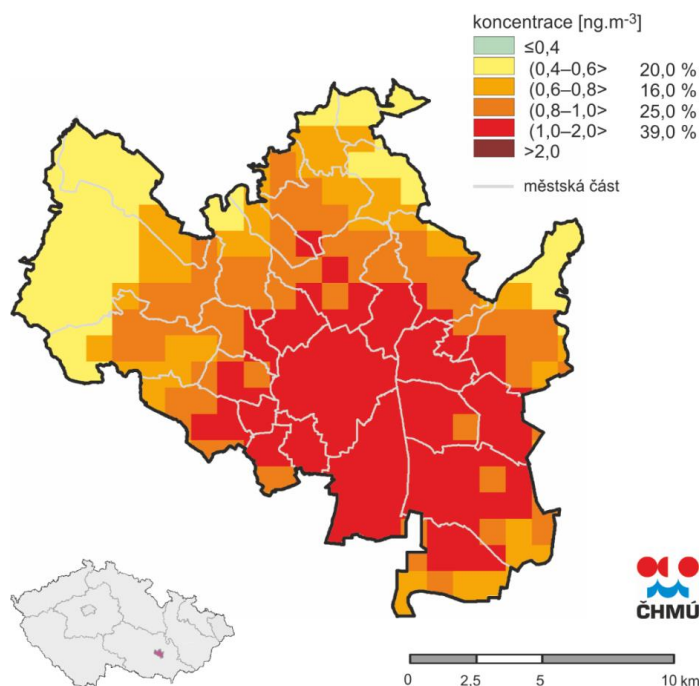 koncentrace [ng.m-3]
≤0,4
(0,4–0,6> 20,0 %
(0,6–0,8> 16,0 %
(0,8–1,0> 25,0 %
(1,0–2,0> 39,0 %
>2,0
městská část
ČHMÚ
0 2.5 5 10 km